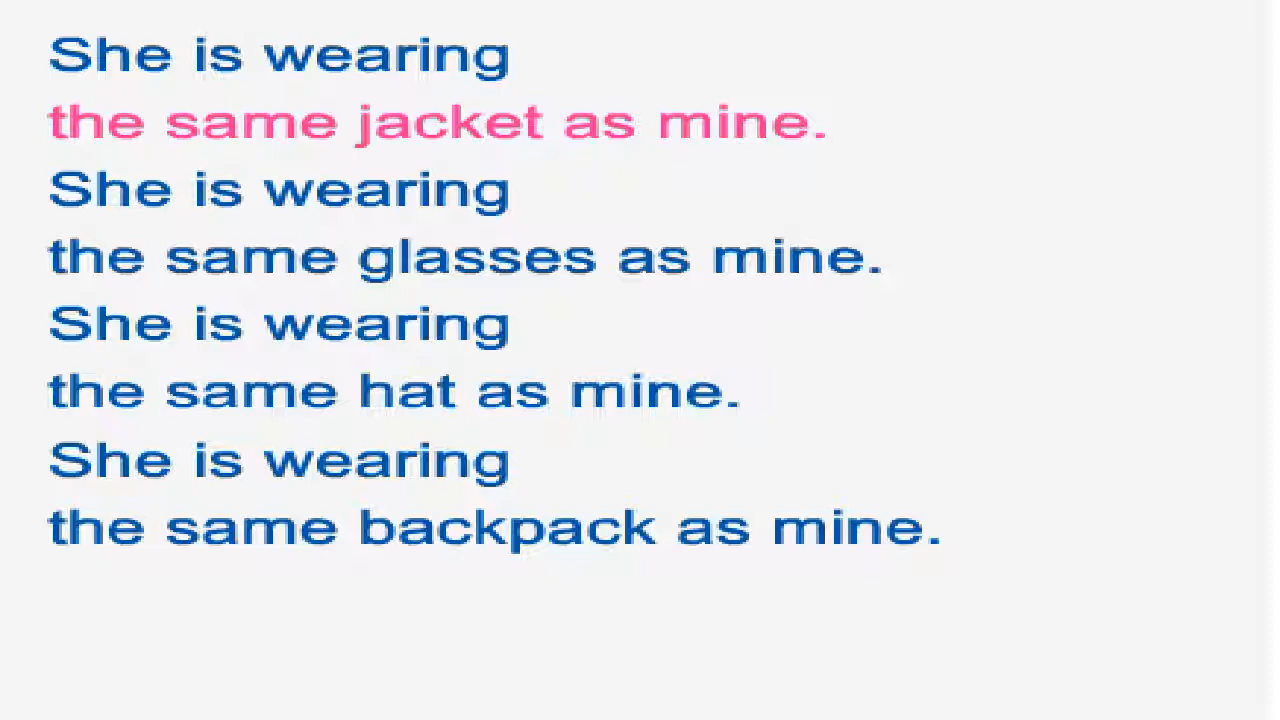 She is wearing
the same jacket as mine.
She is wearing
the same glasses as mine.
She is wearing
the same hat as mine.
She is wearing
the same backpack as mine.